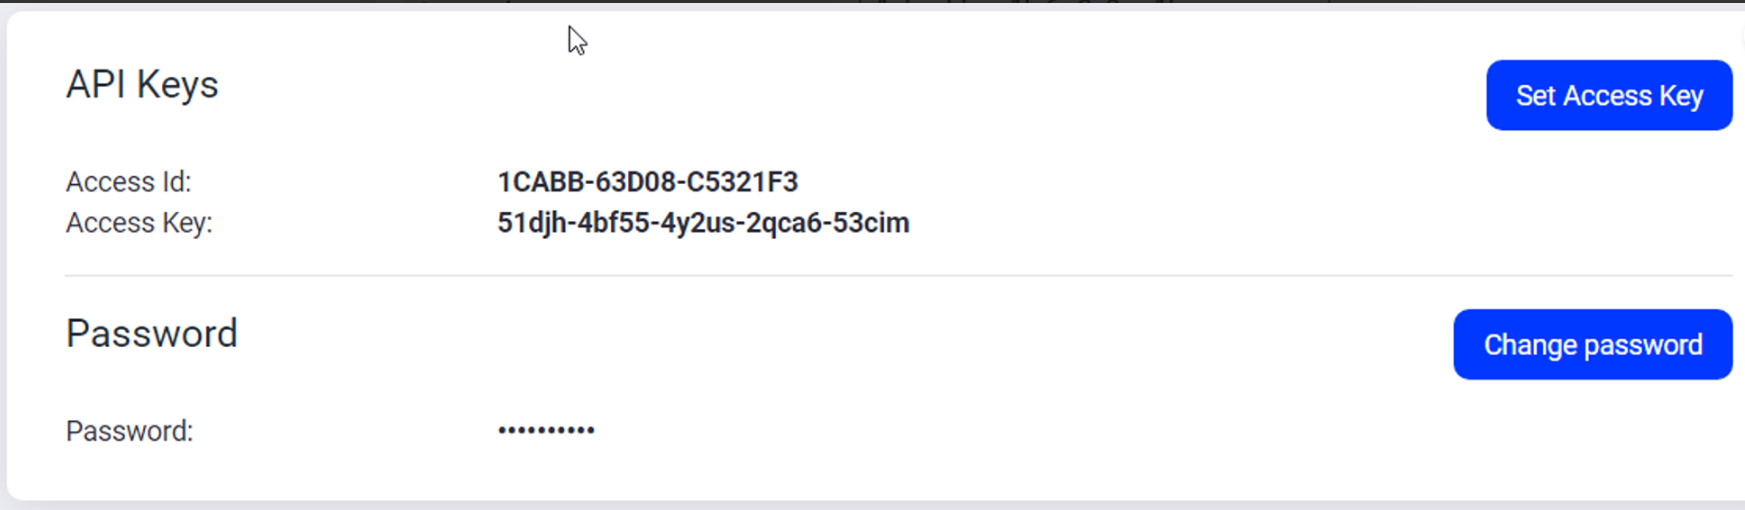 API Keys
Set Access Key
Access Id: 1CABB-63D08-C5321F3
Access Key: 51djh-4bf55-4y2us-2qca6-53cim
Password
Change password
Password: ••••••••••